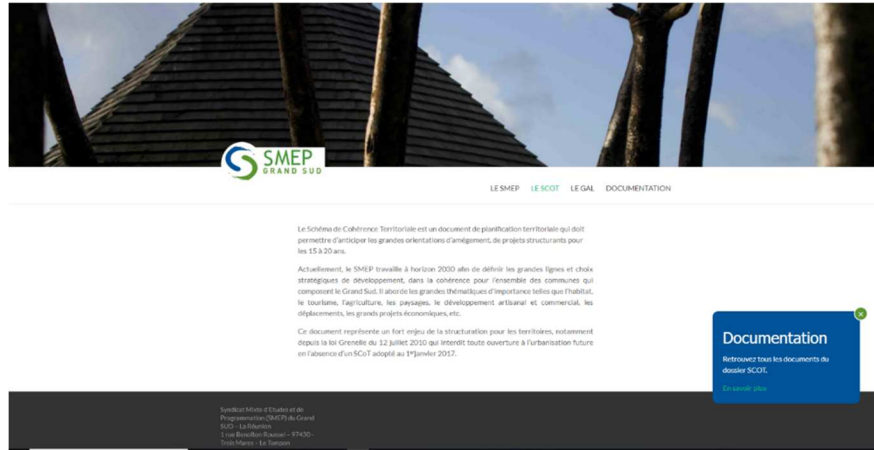 SMEP
GRAND SUD
LE SMEP LE SCOT LE GAL DOCUMENTATION
Le Schéma de Cohérence Territoriale est un document de planification territoriale qui doit
permettre d'anticiper les grandes orientations d'amégement, de projets structurants pour
les 15 à 20 ans.
Actuellement, le SMEP travaille à horizon 2030 afin de définir les grandes lignes et choix
stratégiques de développement, dans la cohérence pour l'ensemble des communes qui
composent le Grand Sud. Il aborde les grandes thématiques d'importance telles que l'habitat,
le tourisme, l'agriculture, les paysages, le développement artisanal et commercial, les
déplacements, les grands projets économiques, etc.
Ce document représente un fort enjeu de la structuration pour les territoires, notamment
depuis la loi Grenelle du 12 juillet 2010 qui interdit toute ouverture à l'urbanisation future
en l'absence d'un SCoT adopté au 1er janvier 2017.
Documentation
Retrouvez tous les documents du
dossier SCOT.
En savoir plus
Syndicat Mixte d'Etudes et de
Programmation (SMEP) du Grand
SUD – La Réunion
1 rue Benoiton Roussel – 97430 -
Trois Mares – Le Tampon